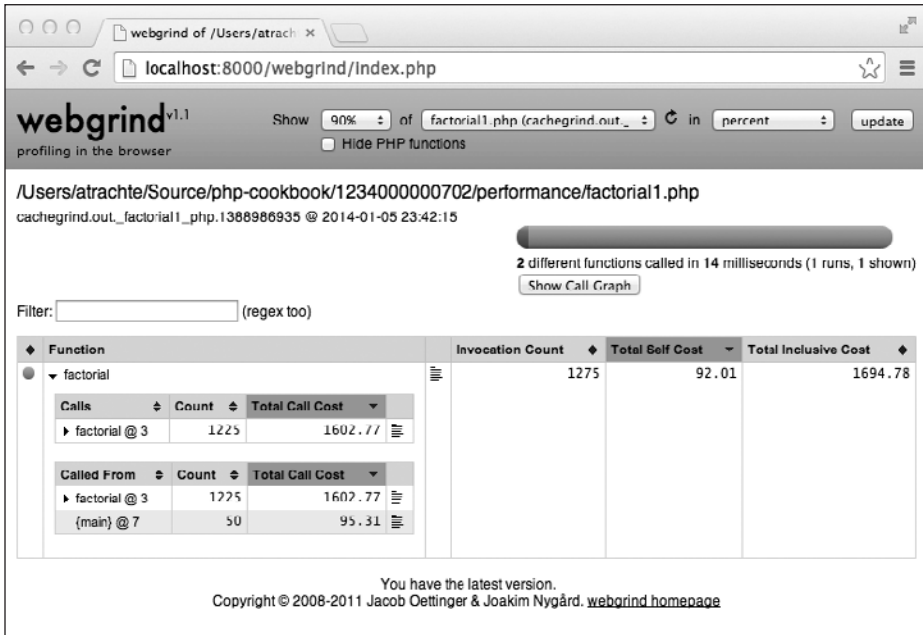 webgrind of /Users/atrach
localhost:8000/webgrind/index.php
webgrind v1.1
profiling in the browser
Show 90% of factorial1.php (cachegrind.out._ in percent update
Hide PHP functions
/Users/atrachte/Source/php-cookbook/1234000000702/performance/factorial1.php
cachegrind.out._factorial1_php.1388986935 @ 2014-01-05 23:42:15
2 different functions called in 14 milliseconds (1 runs, 1 shown)
Show Call Graph
Filter: (regex too)
Function Invocation Count Total Self Cost Total Inclusive Cost
factorial 1275 92.01 1694.78
Calls Count Total Call Cost
factorial @ 3 1225 1602.77
Called From Count Total Call Cost
factorial @ 3 1225 1602.77
{main} @ 7 50 95.31
You have the latest version.
Copyright © 2008-2011 Jacob Oettinger & Joakim Nygård. webgrind homepage